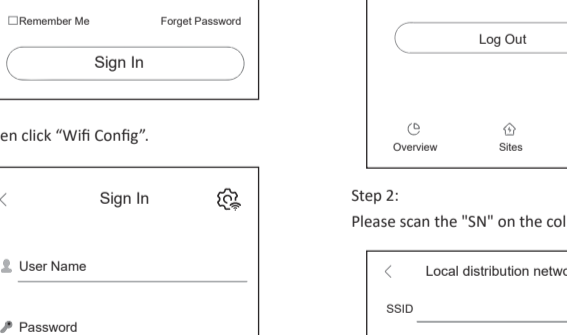 Remember Me Forget Password
Sign In
en click “Wifi Config”.
Sign In
User Name
Password
Log Out
Overview Sites
Step 2:
Please scan the "SN" on the col
Local distribution netwo
SSID